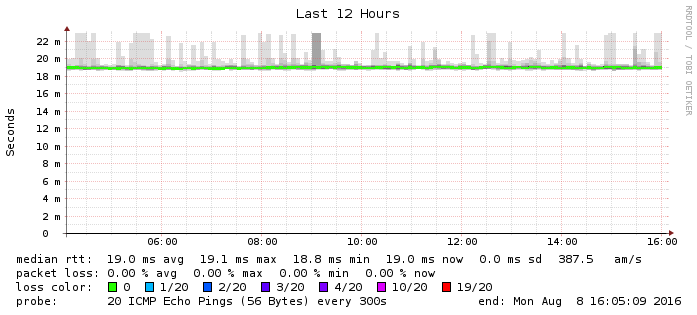 Last 12 Hours
RRDTOOL / TOBI OETIKER
Seconds
22 m
20 m
18 m
16 m
14 m
12 m
10 m
8 m
6 m
4 m
2 m
0
06:00 08:00 10:00 12:00 14:00 16:00
median rtt: 19.0 ms avg 19.1 ms max 18.8 ms min 19.0 ms now 0.0 ms sd 387.5 am/s
packet loss: 0.00 % avg 0.00 % max 0.00 % min 0.00 % now
loss color: 0 1/20 2/20 3/20 4/20 10/20 19/20
probe: 20 ICMP Echo Pings (56 Bytes) every 300s end: Mon Aug 8 16:05:09 2016